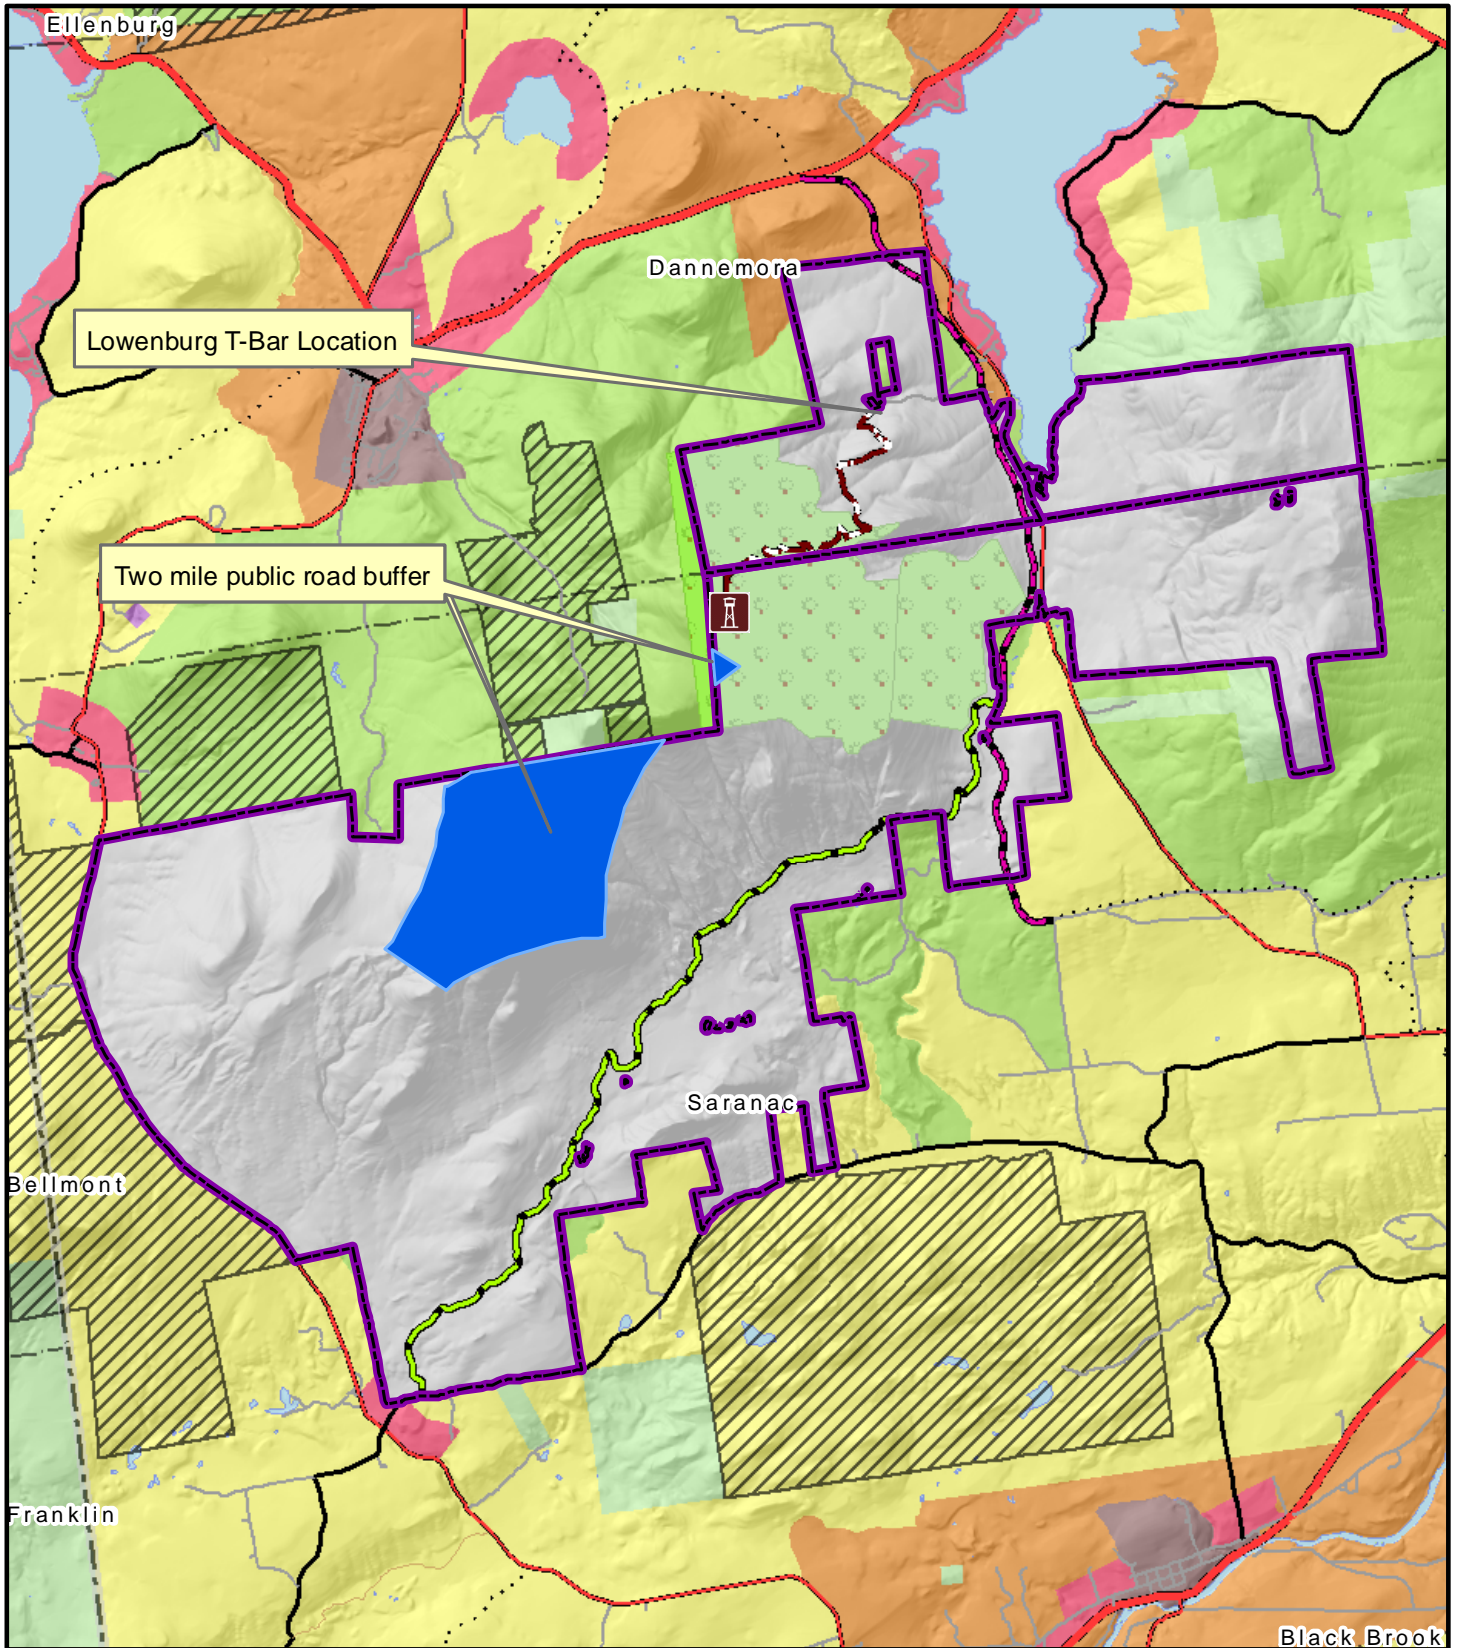 Ellenburg
Dannemora
Lowenburg T-Bar Location
Two mile public road buffer
Saranac
Bellmont
Franklin
Black Brook